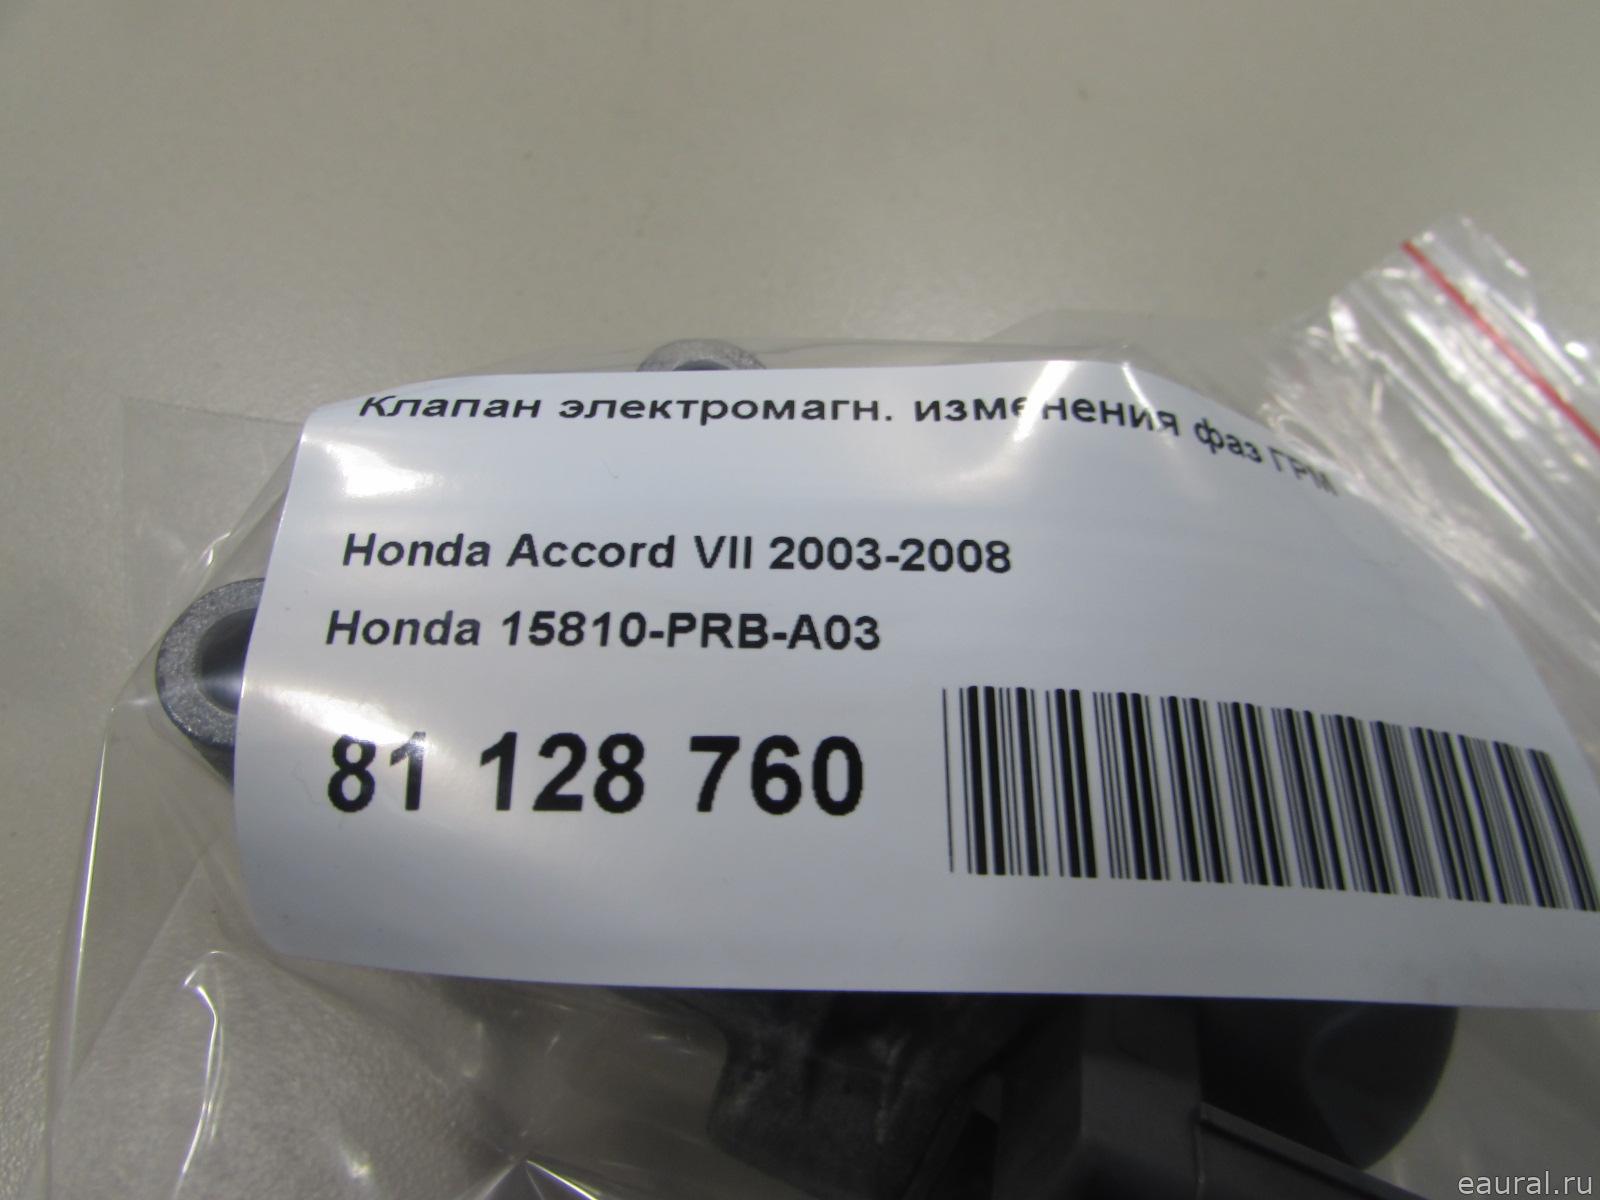 Клапан электромагн. изменения фаз ГРМ
Honda Accord VII 2003-2008
Honda 15810-PRB-A03
81 128 760
eaural.ru